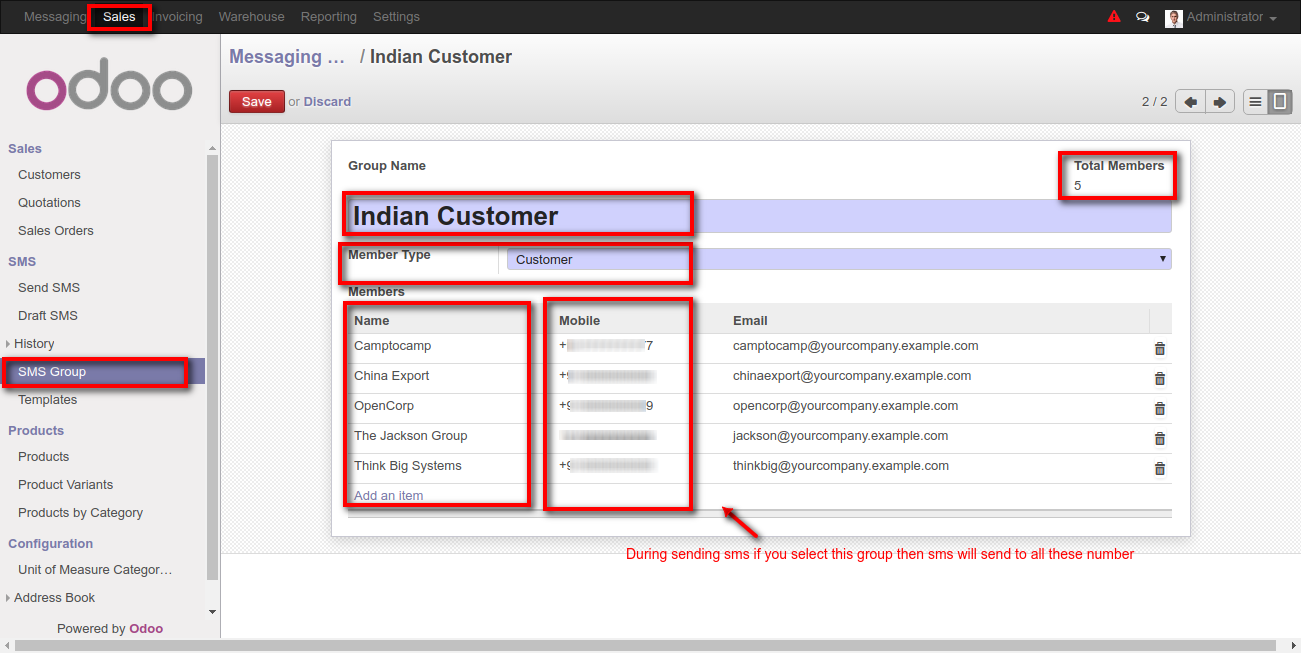 Messaging Sales Invoicing Warehouse Reporting Settings Administrator
odoo
Messaging ... / Indian Customer
Save or Discard
2 / 2
Sales
Customers
Quotations
Sales Orders
SMS
Send SMS
Draft SMS
History
SMS Group
Templates
Products
Products
Product Variants
Products by Category
Configuration
Unit of Measure Categor...
Address Book
Powered by Odoo
Group Name
Total Members
5
Indian Customer
Member Type
Customer
Members
Name Mobile Email
Camptocamp + 7 camptocamp@yourcompany.example.com
China Export +9 chinaexport@yourcompany.example.com
OpenCorp +9 9 opencorp@yourcompany.example.com
The Jackson Group jackson@yourcompany.example.com
Think Big Systems +9 thinkbig@yourcompany.example.com
Add an item
During sending sms if you select this group then sms will send to all these number